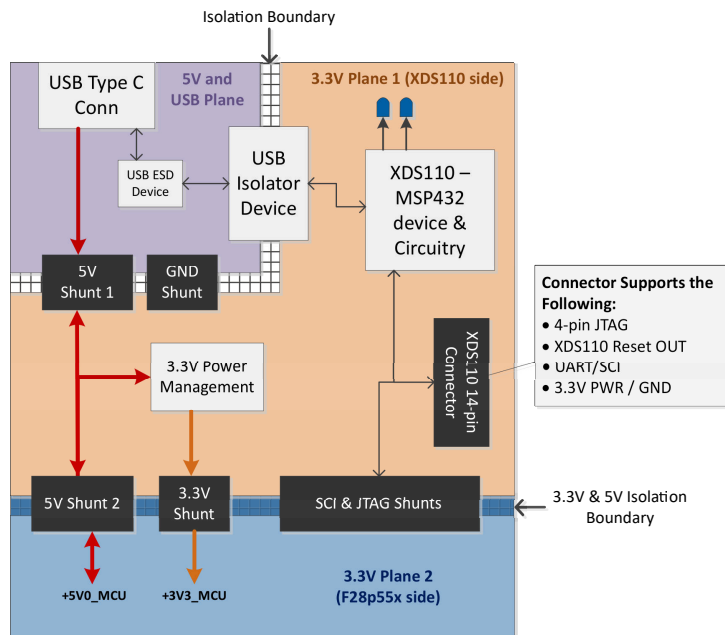 Isolation Boundary
USB Type C
Conn
5V and
USB Plane
3.3V Plane 1 (XDS110 side)
USB ESD
Device
USB
Isolator
Device
XDS110 –
MSP432
device &
Circuitry
5V
Shunt 1
GND
Shunt
Connector Supports the
Following:
● 4-pin JTAG
● XDS110 Reset OUT
● UART/SCI
● 3.3V PWR / GND
3.3V Power
Management
XDS110 14-pin
Connector
5V Shunt 2
3.3V
Shunt
SCI & JTAG Shunts
3.3V & 5V Isolation
Boundary
+5V0_MCU
+3V3_MCU
3.3V Plane 2
(F28p55x side)